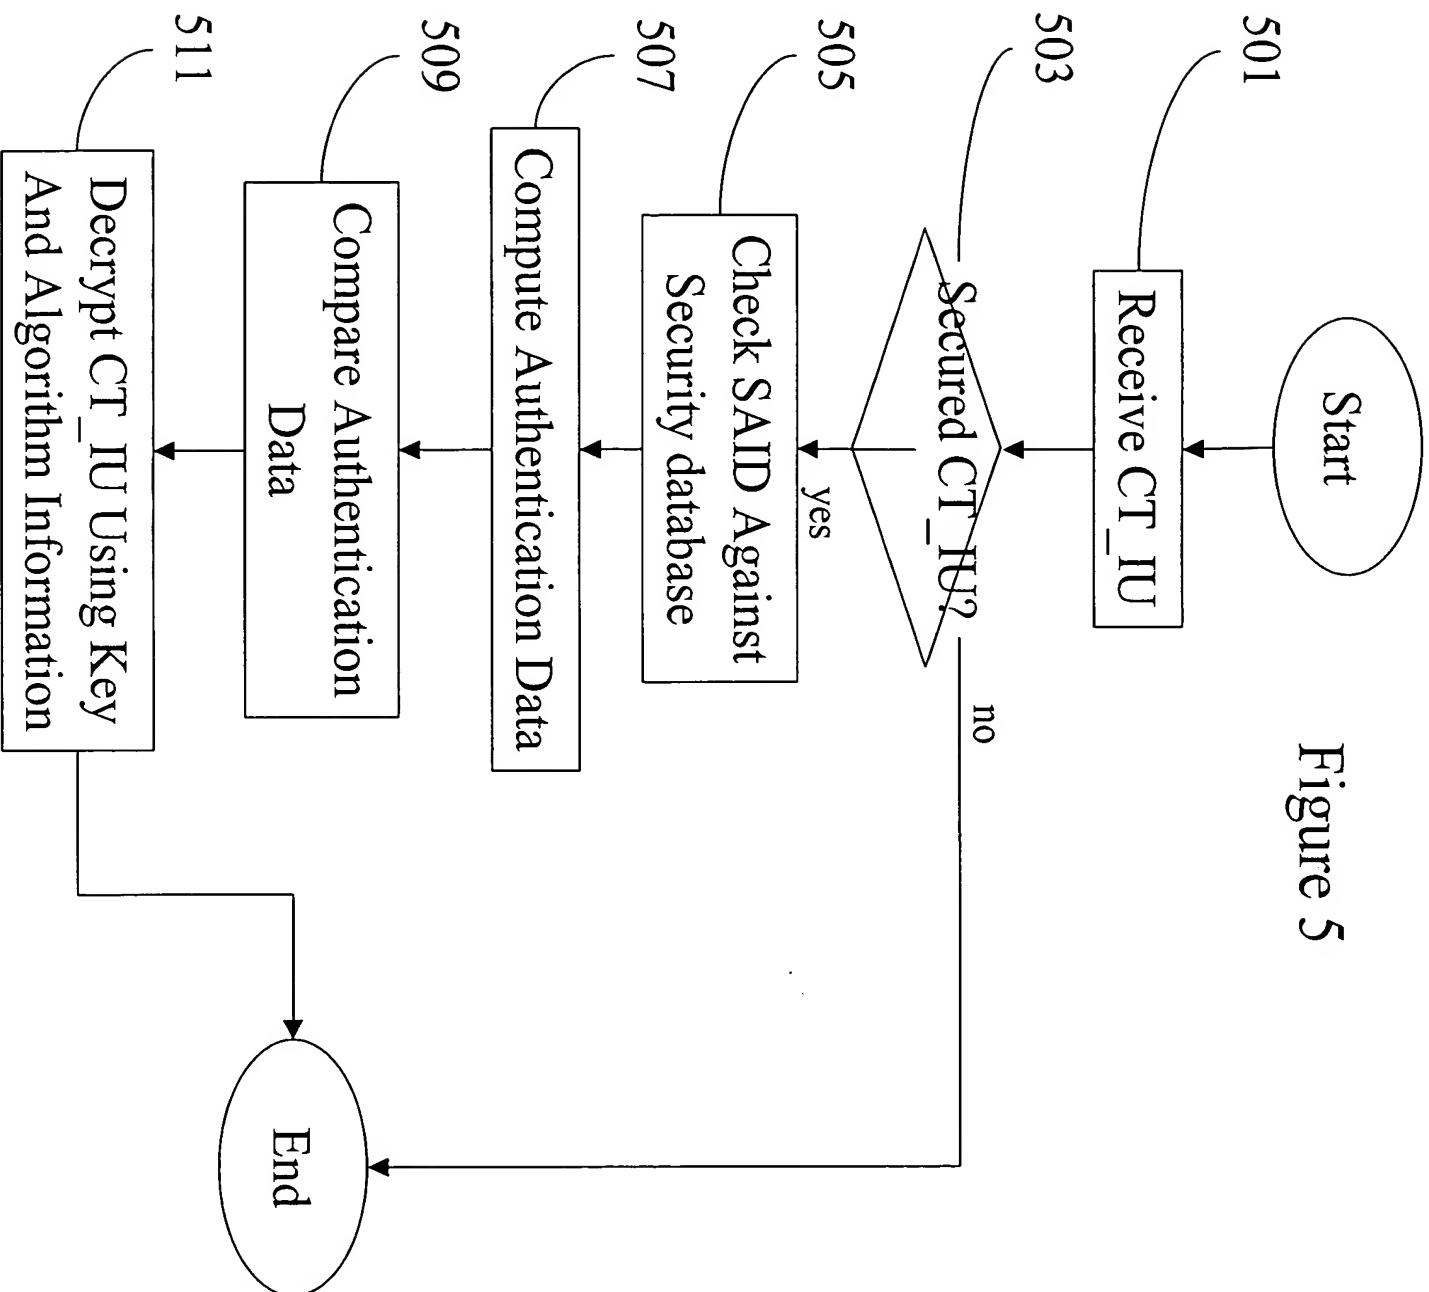 Figure 5
Start
501
Receive CT_IU
503
Secured CT_IU?
no
yes
505
Check SAID Against
Security database
507
Compute Authentication Data
509
Compare Authentication
Data
511
Decrypt CT_IU Using Key
And Algorithm Information
End